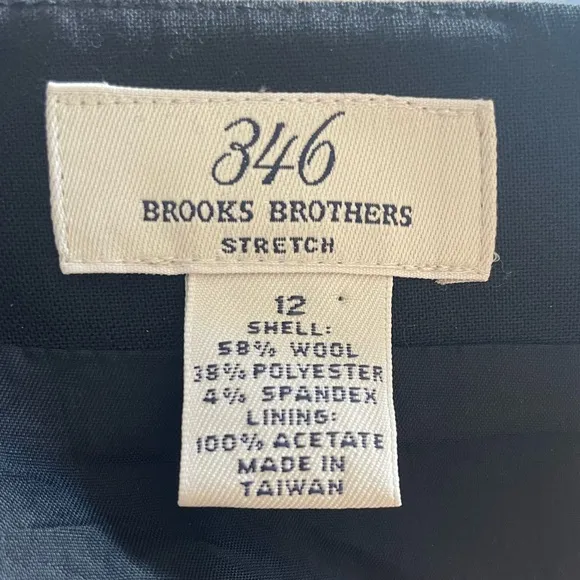 346
BROOKS BROTHERS
STRETCH
12
SHELL:
58% WOOL
38% POLYESTER
4% SPANDEX
LINING:
100% ACETATE
MADE IN
TAIWAN